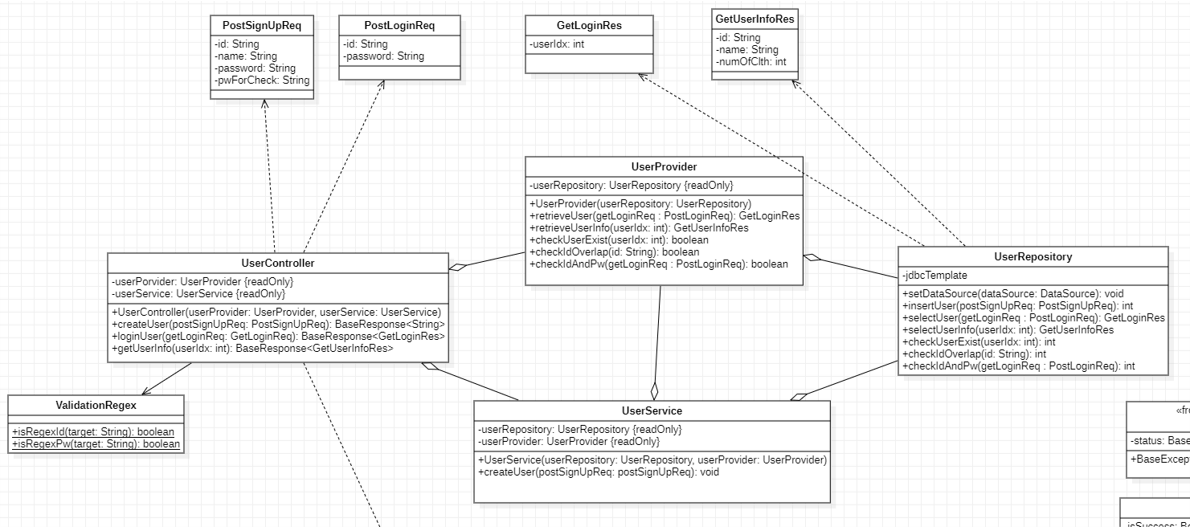 PostSignUpReq
-id: String
-name: String
-password: String
-pwForCheck: String
PostLoginReq
-id: String
-password: String
GetLoginRes
-userIdx: int
GetUserInfoRes
-id: String
-name: String
-numOfClth: int
UserProvider
-userRepository: UserRepository {readOnly}
+UserProvider(userRepository: UserRepository)
+retrieveUser(getLoginReq : PostLoginReq): GetLoginRes
+retrieveUserInfo(userIdx: int): GetUserInfoRes
+checkUserExist(userIdx: int): boolean
+checkIdOverlap(id: String): boolean
+checkIdAndPw(getLoginReq : PostLoginReq): boolean
UserController
-userPorvider: UserProvider {readOnly}
-userService: UserService {readOnly}
+UserController(userProvider: UserProvider, userService: UserService)
+createUser(postSignUpReq: PostSignUpReq): BaseResponse<String>
+loginUser(getLoginReq: GetLoginReq): BaseResponse<GetLoginRes>
+getUserInfo(userIdx: int): BaseResponse<GetUserInfoRes>
UserRepository
-jdbcTemplate
+setDataSource(dataSource: DataSource): void
+insertUser(postSignUpReq: PostSignUpReq): int
+selectUser(getLoginReq : PostLoginReq): GetLoginRes
+selectUserInfo(userIdx: int): GetUserInfoRes
+checkUserExist(userIdx: int): int
+checkIdOverlap(id: String): int
+checkIdAndPw(getLoginReq : PostLoginReq): int
ValidationRegex
+isRegexId(target: String): boolean
+isRegexPw(target: String): boolean
UserService
-userRepository: UserRepository {readOnly}
-userProvider: UserProvider {readOnly}
+UserService(userRepository: UserRepository, userProvider: UserProvider)
+createUser(postSignUpReq: postSignUpReq): void
«fr
-status: Base
+BaseExcept